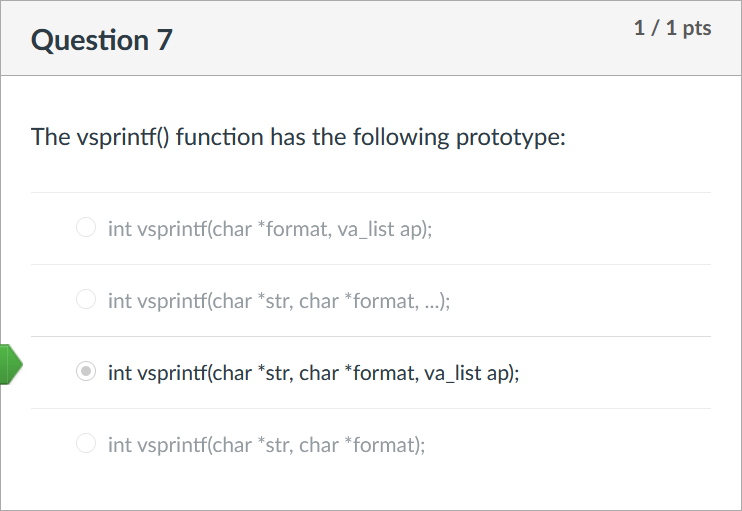 Question 7
1 / 1 pts
The vsprintf() function has the following prototype:
int vsprintf(char *format, va_list ap);
int vsprintf(char *str, char *format, ...);
int vsprintf(char *str, char *format, va_list ap);
int vsprintf(char *str, char *format);